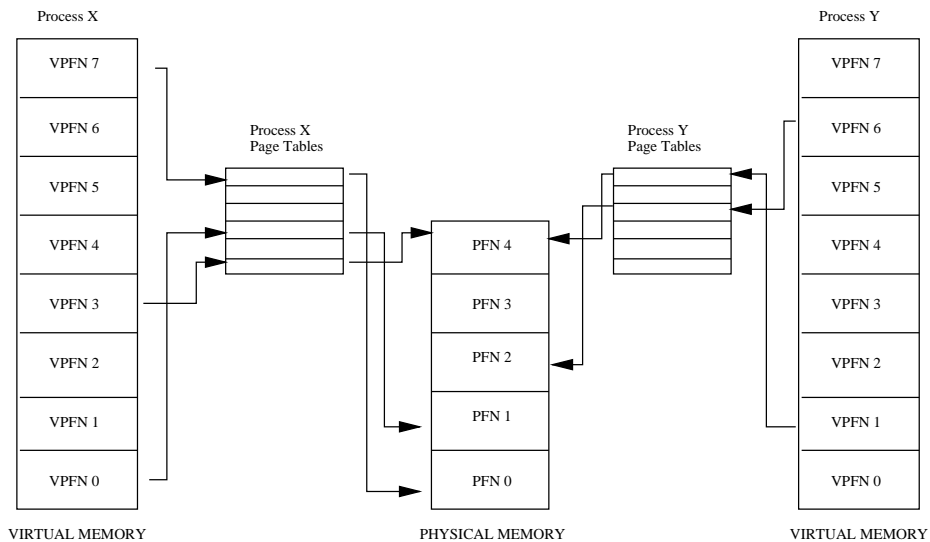 Process X
Process Y
VPFN 7
VPFN 6
VPFN 5
VPFN 4
VPFN 3
VPFN 2
VPFN 1
VPFN 0
VIRTUAL MEMORY
Process X
Page Tables
PFN 4
PFN 3
PFN 2
PFN 1
PFN 0
PHYSICAL MEMORY
Process Y
Page Tables
VPFN 7
VPFN 6
VPFN 5
VPFN 4
VPFN 3
VPFN 2
VPFN 1
VPFN 0
VIRTUAL MEMORY